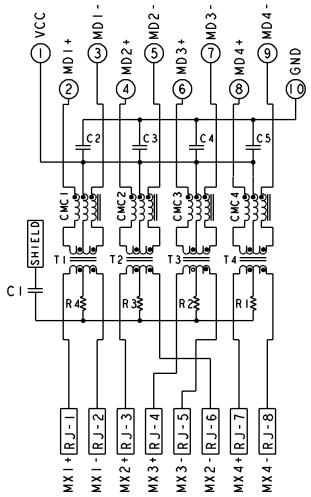 VCC
MD1+
MD1-
MD2+
MD2-
MD3+
MD3-
MD4+
MD4-
GND
1
2
3
4
5
6
7
8
9
10
C2
C3
C4
C5
CMC1
CMC2
CMC3
CMC4
SHIELD
T1
T2
T3
T4
C1
R4
R3
R2
R1
RJ-1
RJ-2
RJ-3
RJ-4
RJ-5
RJ-6
RJ-7
RJ-8
MX1+
MX1-
MX2+
MX3+
MX3-
MX2-
MX4+
MX4-